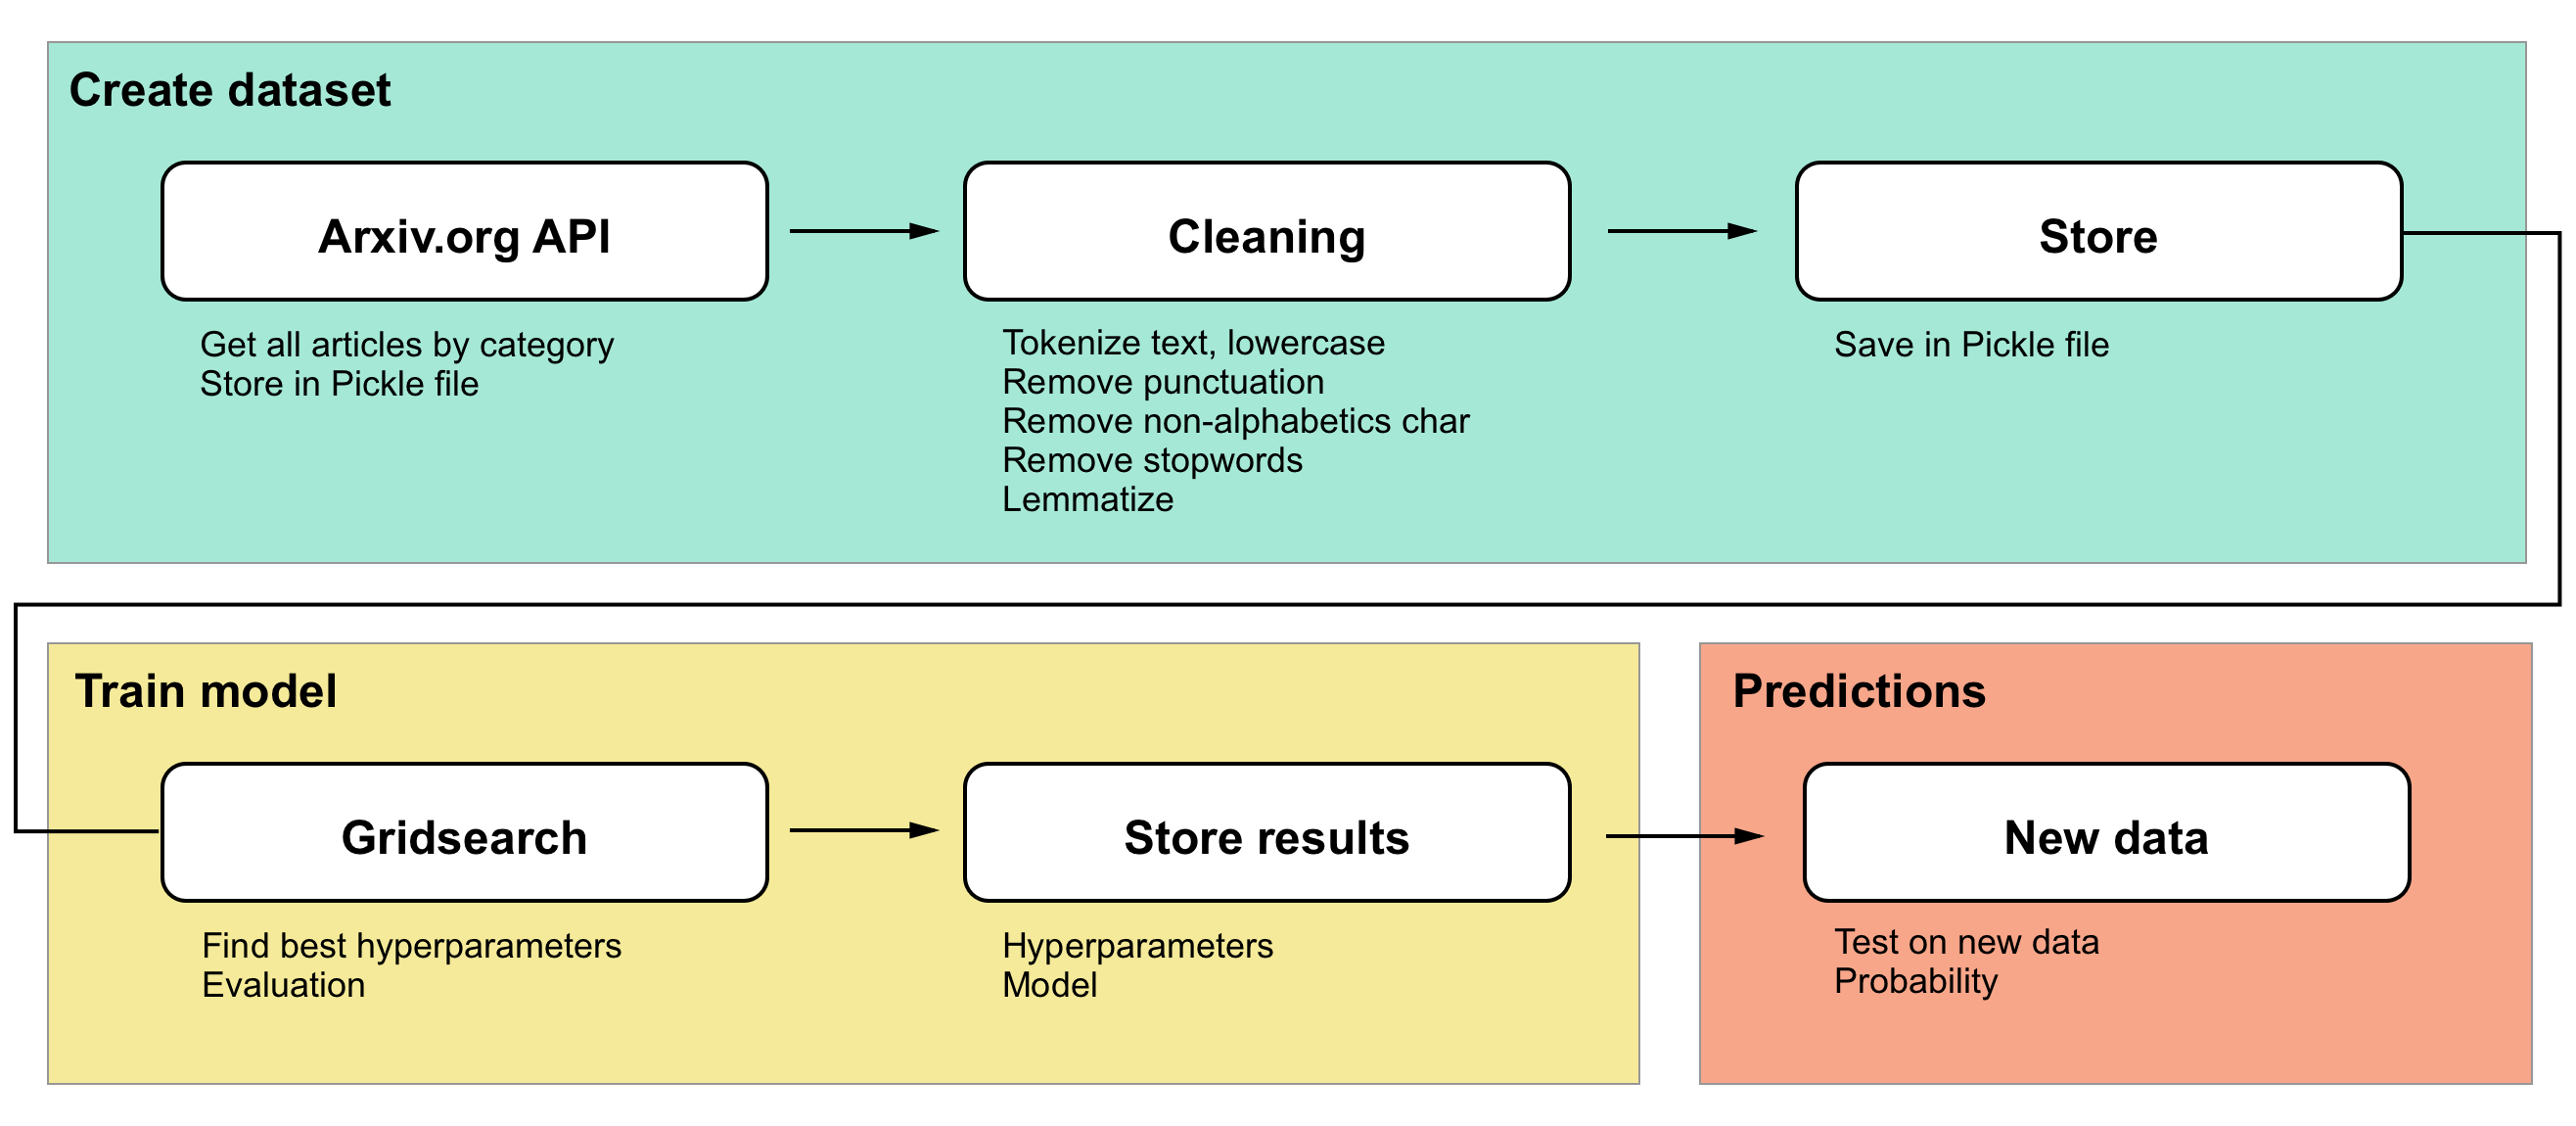 Create dataset
Arxiv.org API
Get all articles by category
Store in Pickle file
Cleaning
Tokenize text, lowercase
Remove punctuation
Remove non-alphabetics char
Remove stopwords
Lemmatize
Store
Save in Pickle file
Train model
Gridsearch
Find best hyperparameters
Evaluation
Store results
Hyperparameters
Model
Predictions
New data
Test on new data
Probability